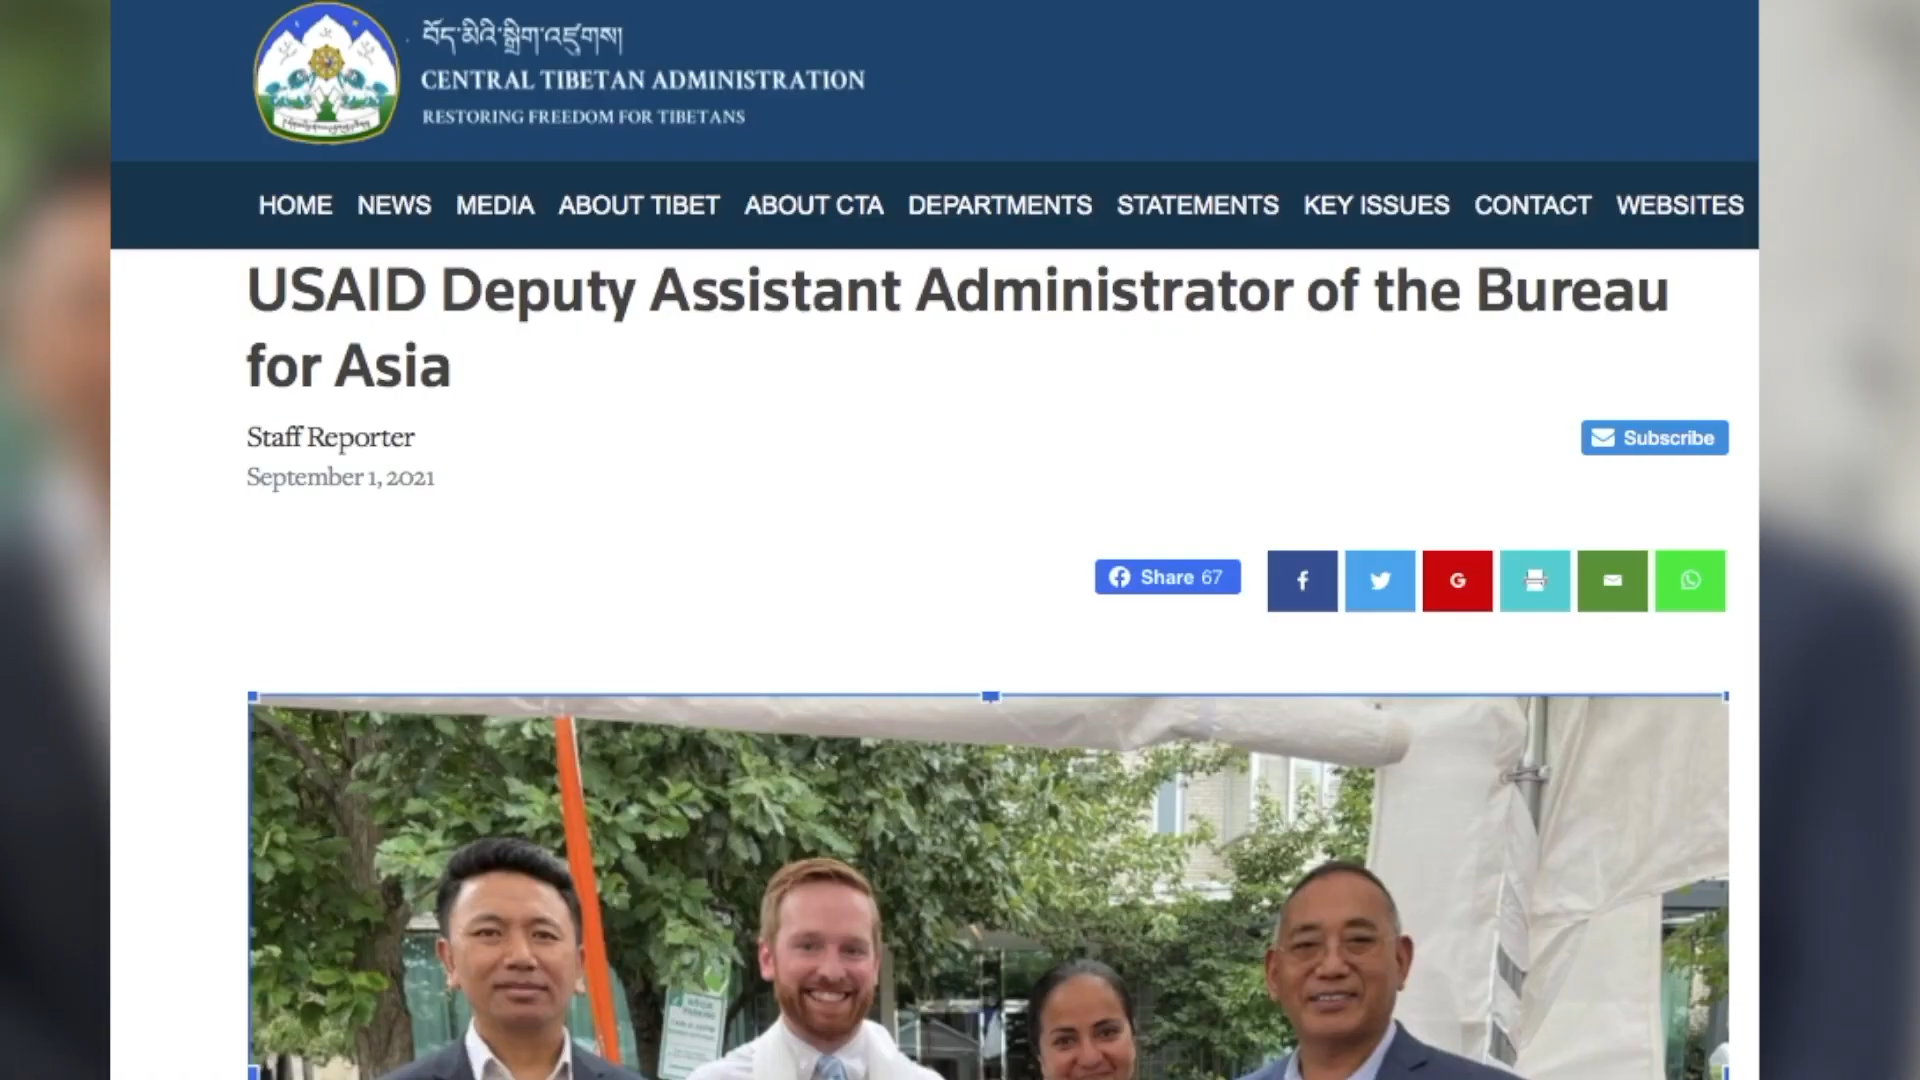 བོད་མིའི་སྒྲིག་འཛུགས།
CENTRAL TIBETAN ADMINISTRATION
RESTORING FREEDOM FOR TIBETANS
HOME NEWS MEDIA ABOUT TIBET ABOUT CTA DEPARTMENTS STATEMENTS KEY ISSUES CONTACT WEBSITES
USAID Deputy Assistant Administrator of the Bureau
for Asia
Staff Reporter
Subscribe
September 1, 2021
Share 67